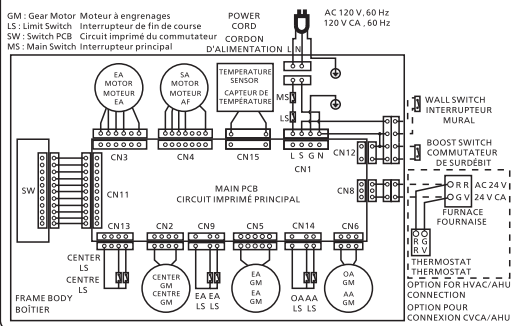 GM : Gear Motor Moteur à engrenages
LS : Limit Switch Interrupteur de fin de course
SW : Switch PCB Circuit imprimé du commutateur
MS : Main Switch Interrupteur principal
POWER
CORD
CORDON
D'ALIMENTATION
L N
AC 120 V, 60 Hz
120 V CA , 60 Hz
EA
MOTOR
MOTEUR
EA
SA
MOTOR
MOTEUR
AF
TEMPERATURE
SENSOR
CAPTEUR DE
TEMPÉRATURE
MS
LS
WALL SWITCH
INTERRUPTEUR
MURAL
BOOST SWITCH
COMMUTATEUR
DE SURDÉBIT
CN3
CN4
CN15
L S G N
CN1
CN12
SW
CN11
MAIN PCB
CIRCUIT IMPRIMÉ PRINCIPAL
CN8
R R
G V
AC 24 V
24 V CA
FURNACE
FOURNAISE
R R
G V
THERMOSTAT
THERMOSTAT
CN13
CN2
CN9
CN5
CN14
CN6
CENTER
LS
CENTRE
LS
CENTER
GM
CENTRE
GM
EA EA
LS LS
EA
GM
EA
GM
OA AA
LS LS
OA
GM
AA
GM
FRAME BODY
BOÎTIER
OPTION FOR HVAC/AHU
CONNECTION
OPTION POUR
CONNEXION CVCA/AHU